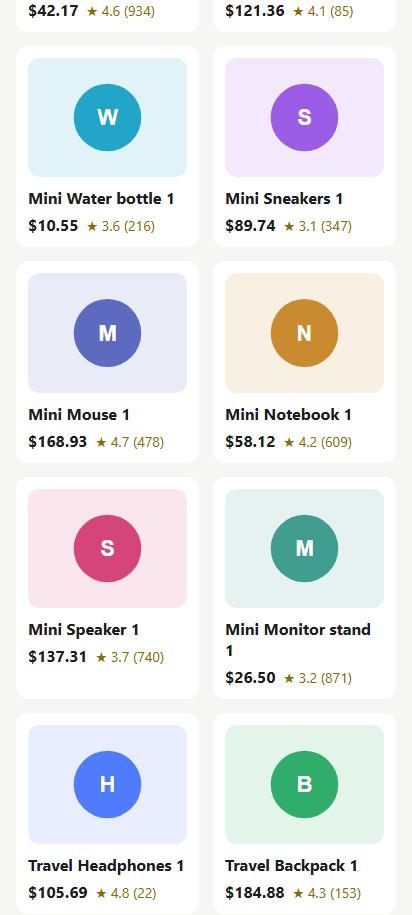 $42.17 ★ 4.6 (934)
$121.36 ★ 4.1 (85)
W
Mini Water bottle 1
$10.55 ★ 3.6 (216)
S
Mini Sneakers 1
$89.74 ★ 3.1 (347)
M
Mini Mouse 1
$168.93 ★ 4.7 (478)
N
Mini Notebook 1
$58.12 ★ 4.2 (609)
S
Mini Speaker 1
$137.31 ★ 3.7 (740)
M
Mini Monitor stand
1
$26.50 ★ 3.2 (871)
H
Travel Headphones 1
$105.69 ★ 4.8 (22)
B
Travel Backpack 1
$184.88 ★ 4.3 (153)